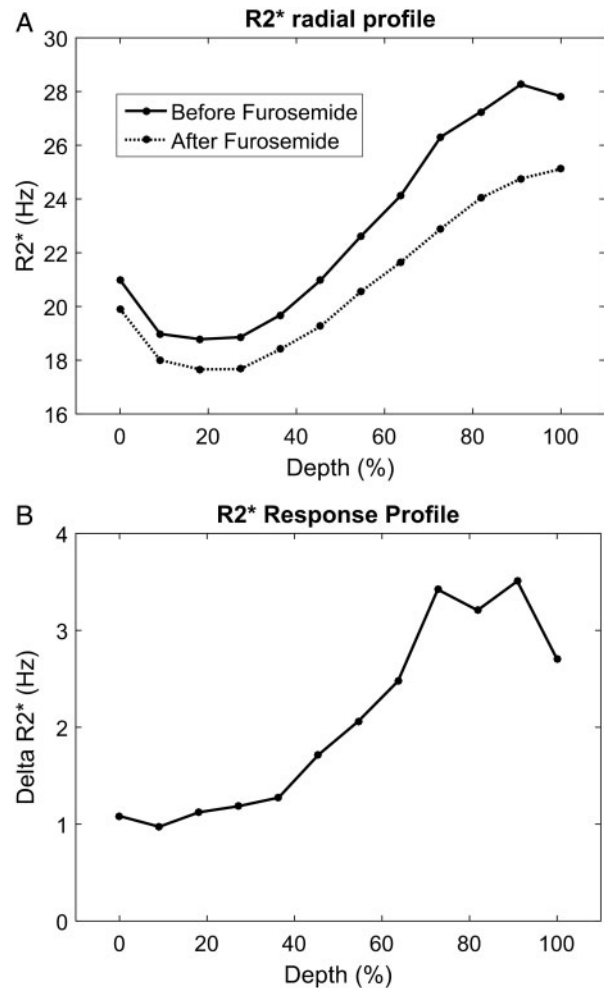 A
R2* radial profile
30
28
26
24
22
20
18
16
R2* (Hz)
Before Furosemide
After Furosemide
0 20 40 60 80 100
Depth (%)
B
R2* Response Profile
4
3
2
1
0
Delta R2* (Hz)
0 20 40 60 80 100
Depth (%)